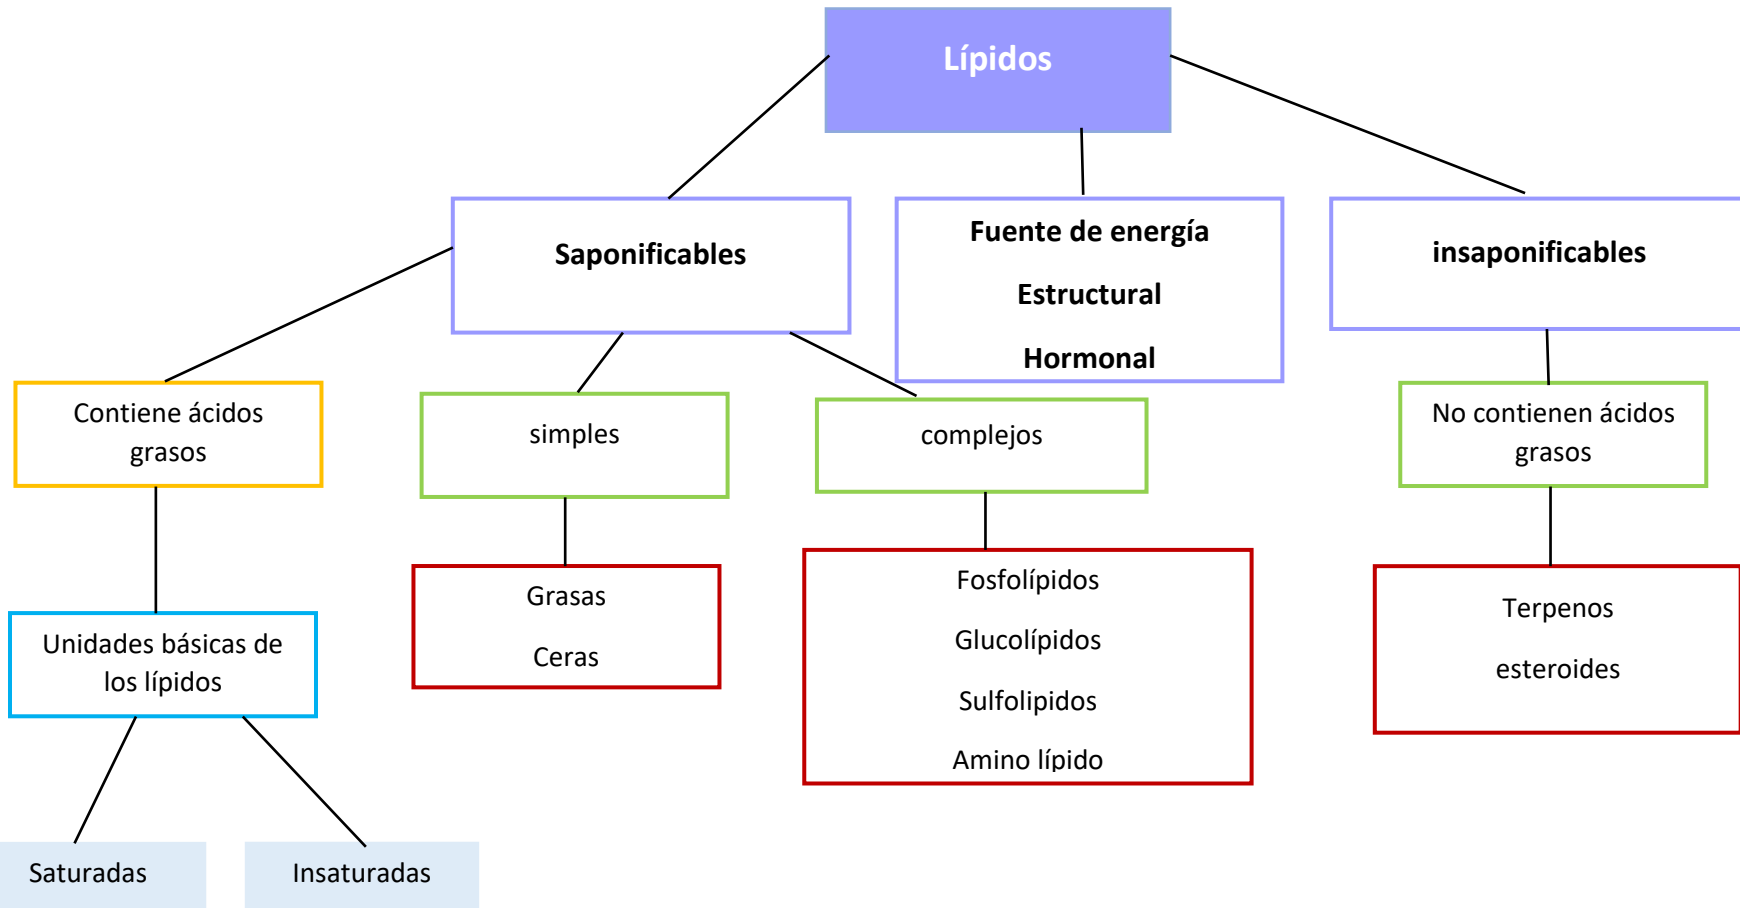 Lípidos
Saponificables
Fuente de energía
Estructural
Hormonal
insaponificables
Contiene ácidos
grasos
simples
complejos
No contienen ácidos
grasos
Unidades básicas de
los lípidos
Grasas
Ceras
Fosfolípidos
Glucolípidos
Sulfolipidos
Amino lípido
Terpenos
esteroides
Saturadas
Insaturadas